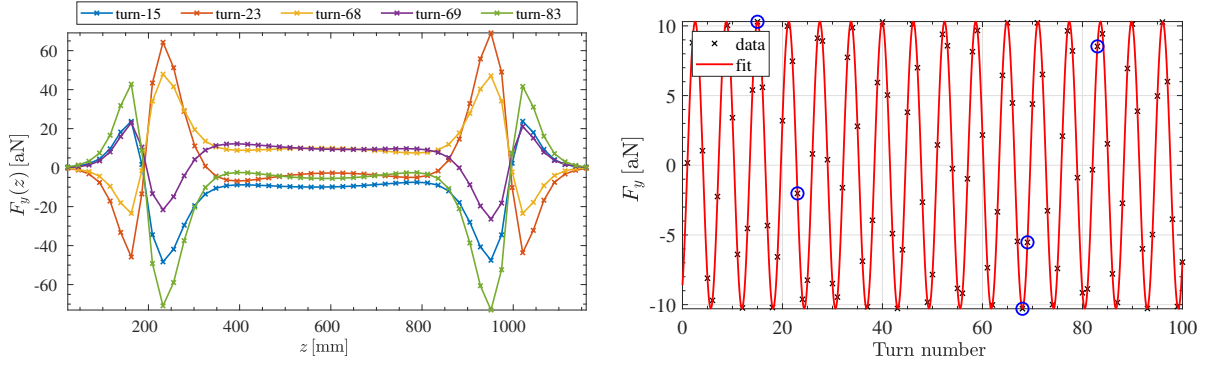 turn-15 turn-23 turn-68 turn-69 turn-83
60
40
20
0
-20
-40
-60
F_y(z) [aN]
200 400 600 800 1000
z [mm]
data
fit
10
5
0
-5
-10
F_y [aN]
0 20 40 60 80 100
Turn number